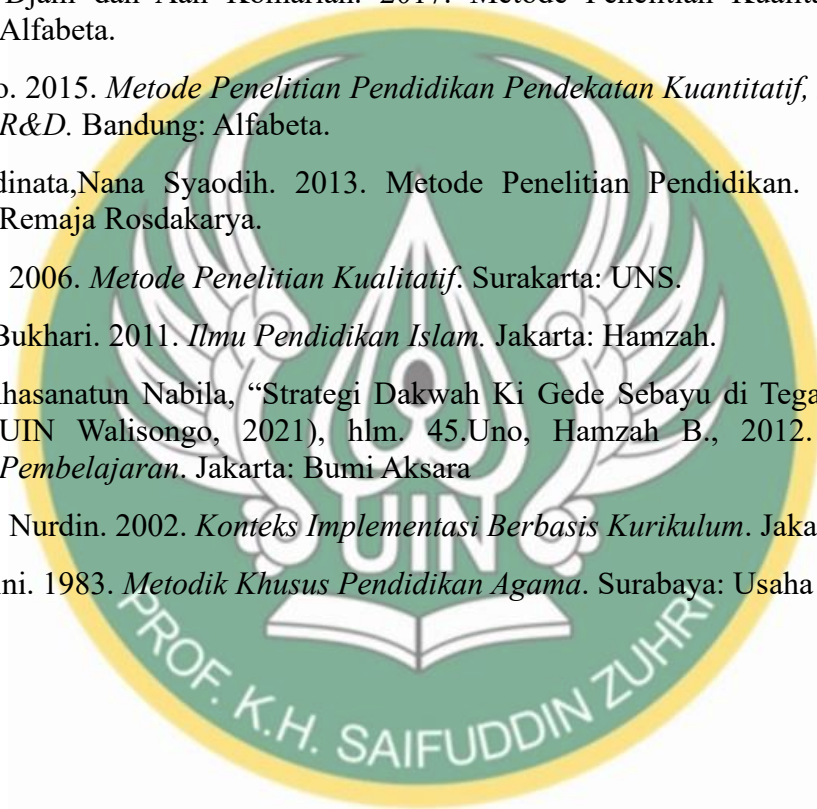 Djam'an dan Aan Komariah. 2017. Metode Penelitian
Alfabeta.
o. 2015. Metode Penelitian Pendidikan Pendekatan Kuantitatif,
R&D. Bandung: Alfabeta.
dinata,Nana Syaodih. 2013. Metode Penelitian Pendidikan.
Remaja Rosdakarya.
2006. Metode Penelitian Kualitatif. Surakarta: UNS.
Bukhari. 2011. Ilmu Pendidikan Islam. Jakarta: Hamzah.
hasanatun Nabila, “Strategi Dakwah Ki Gede Sebayu di Tega
UIN Walisongo, 2021), hlm. 45.Uno, Hamzah B., 2012.
Pembelajaran. Jakarta: Bumi Aksara
Nurdin. 2002. Konteks Implementasi Berbasis Kurikulum. Jaka
ini. 1983. Metodik Khusus Pendidikan Agama. Surabaya: Usaha
UIN
PROF. K.H. SAIFUDDIN ZUHRI